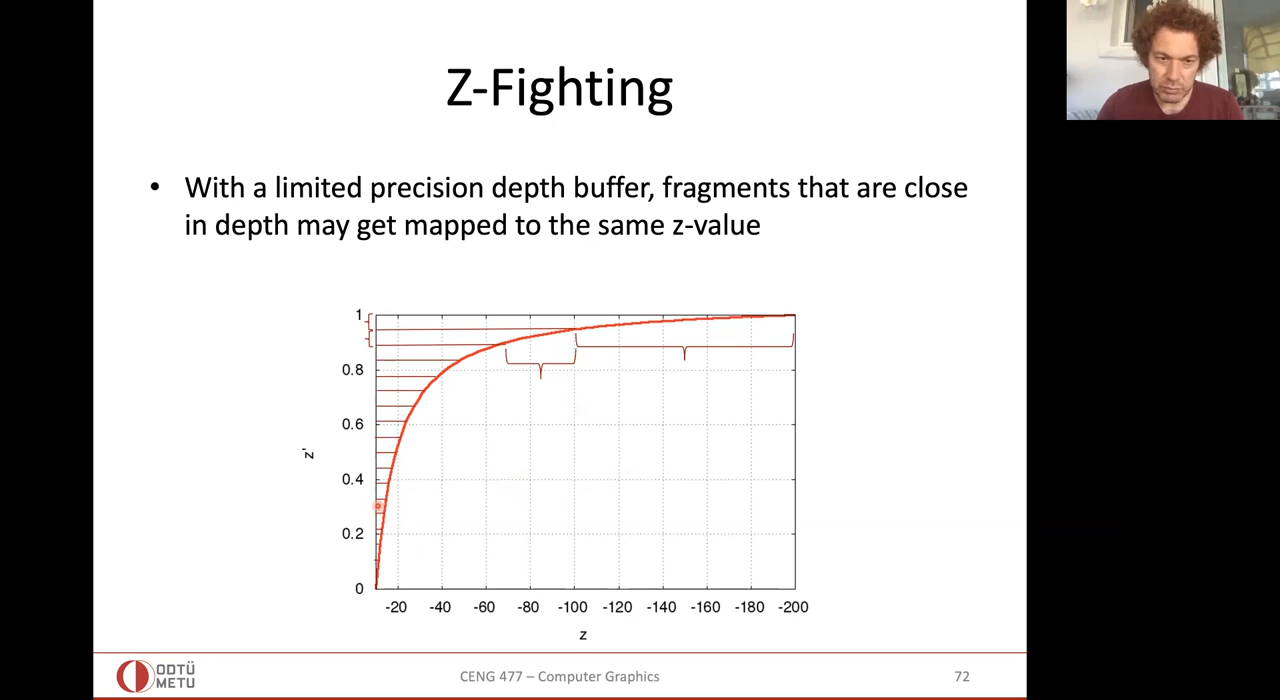 Z-Fighting
• With a limited precision depth buffer, fragments that are close
in depth may get mapped to the same z-value
1
0.8
0.6
0.4
0.2
0
z'
-20 -40 -60 -80 -100 -120 -140 -160 -180 -200
z
ODTÜ
METU
CENG 477 – Computer Graphics
72